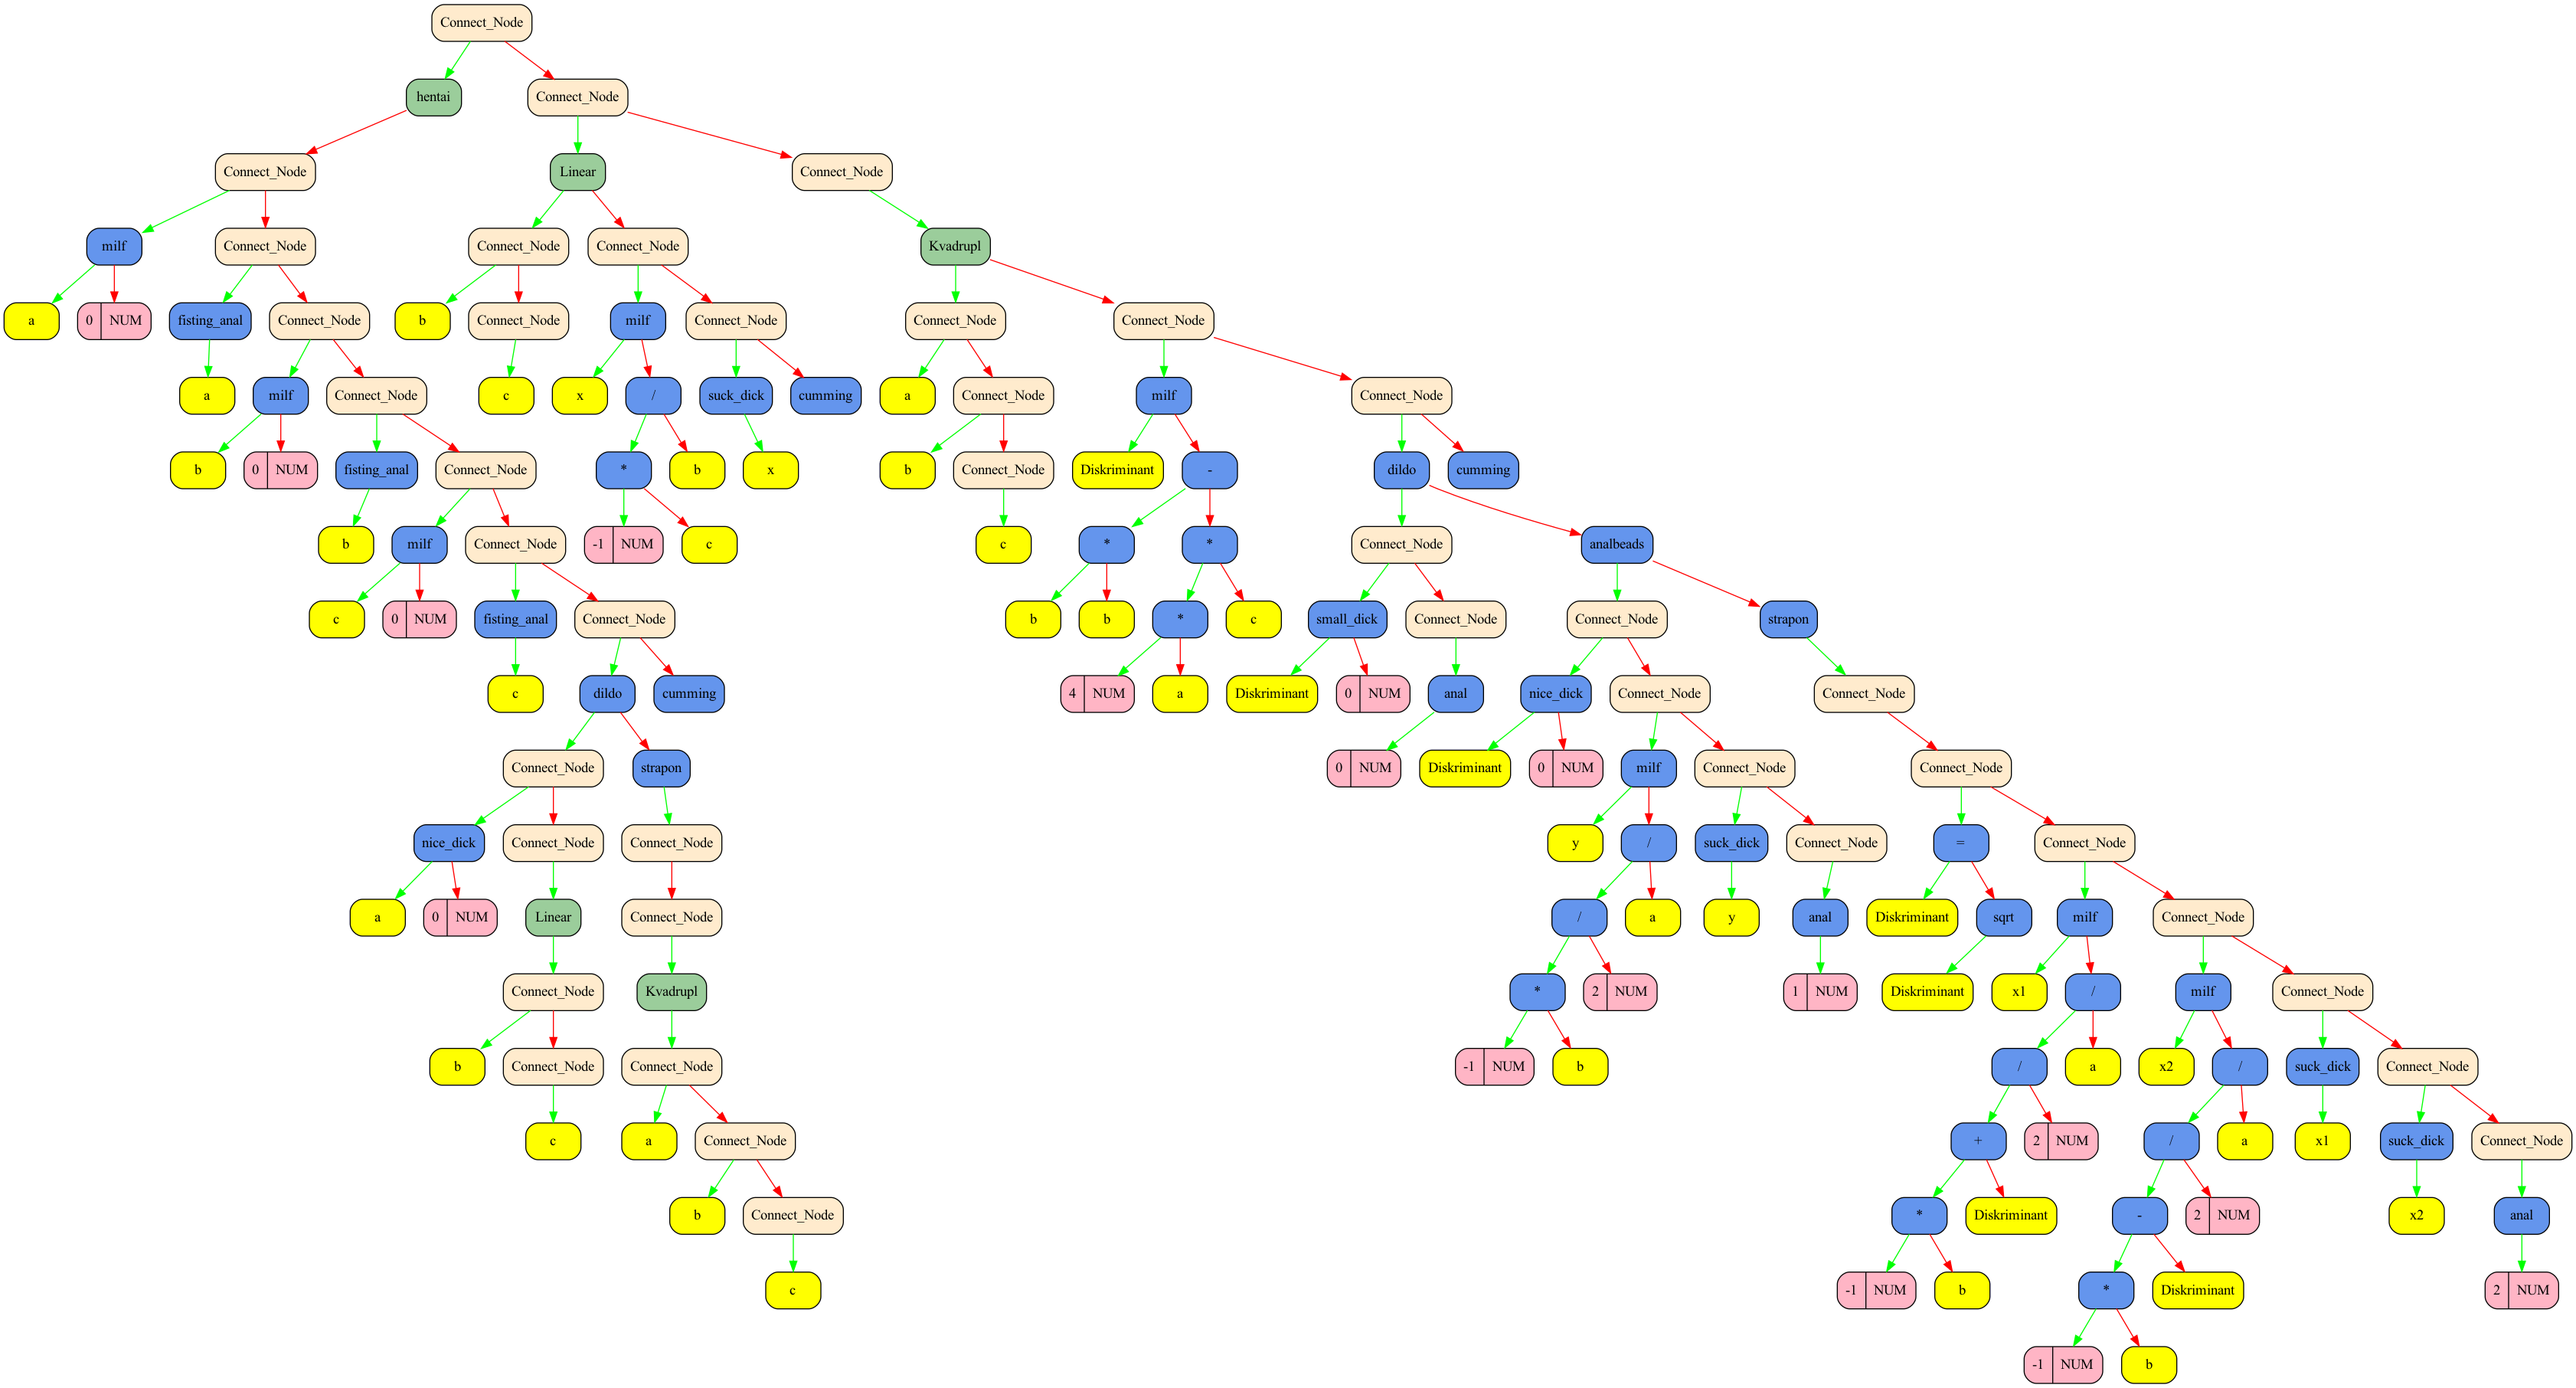 Connect_Node
hentai Connect_Node
Connect_Node Linear Connect_Node
milf Connect_Node Connect_Node Connect_Node Kvadrupl
a 0 NUM fisting_anal Connect_Node b Connect_Node milf Connect_Node Connect_Node Connect_Node
a milf Connect_Node c x / suck_dick cumming a Connect_Node milf Connect_Node
b 0 NUM fisting_anal Connect_Node * b x b Connect_Node Diskriminant - dildo cumming
b milf Connect_Node -1 NUM c c * * Connect_Node analbeads
c 0 NUM fisting_anal Connect_Node b b * c small_dick Connect_Node Connect_Node strapon
c dildo cumming 4 NUM a Diskriminant 0 NUM anal nice_dick Connect_Node Connect_Node
Connect_Node strapon 0 NUM Diskriminant 0 NUM milf Connect_Node Connect_Node
nice_dick Connect_Node Connect_Node y / suck_dick Connect_Node = Connect_Node
a 0 NUM Linear Connect_Node / a y anal Diskriminant sqrt milf Connect_Node
Connect_Node Kvadrupl * 2 NUM 1 NUM Diskriminant x1 / milf Connect_Node
b Connect_Node Connect_Node -1 NUM b / a x2 / suck_dick Connect_Node
c a Connect_Node + 2 NUM / a x1 suck_dick Connect_Node
b Connect_Node * Diskriminant - 2 NUM x2 anal
c -1 NUM b * Diskriminant 2 NUM
-1 NUM b